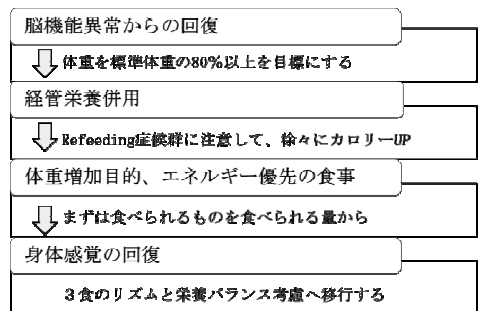 脳機能異常からの回復
体重を標準体重の80%以上を目標にする
経管栄養併用
Refeeding症候群に注意して、徐々にカロリーUP
体重増加目的、エネルギー優先の食事
まずは食べられるものを食べられる量から
身体感覚の回復
３食のリズムと栄養バランス考慮へ移行する